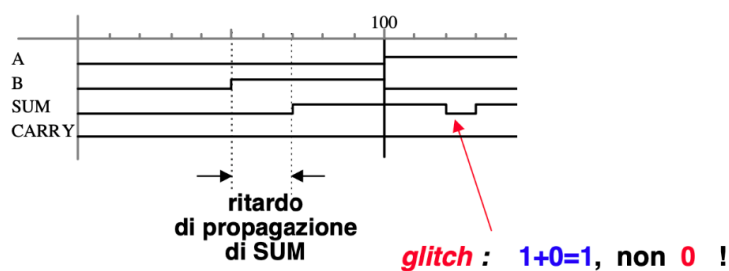 100
A
B
SUM
CARRY
ritardo
di propagazione
di SUM
glitch : 1+0=1, non 0 !